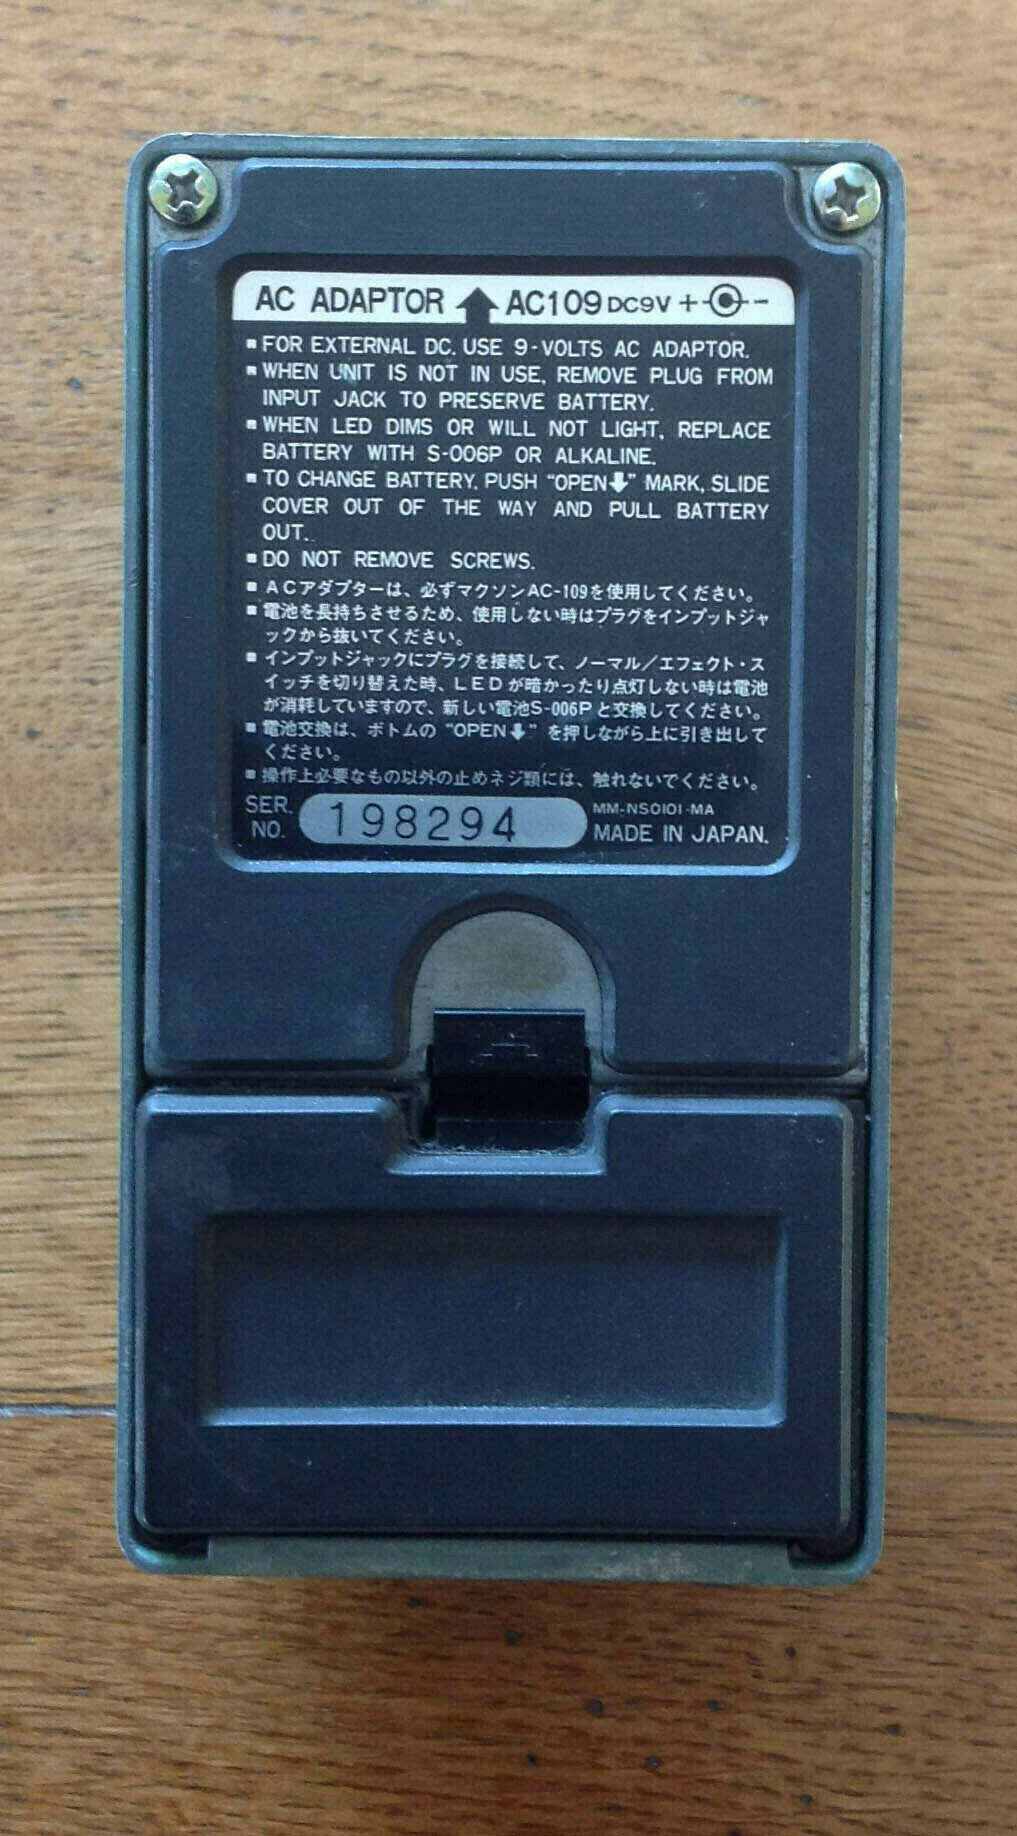 AC ADAPTOR AC109 DC9V + -
▪ FOR EXTERNAL DC. USE 9-VOLTS AC ADAPTOR.
▪ WHEN UNIT IS NOT IN USE, REMOVE PLUG FROM
INPUT JACK TO PRESERVE BATTERY.
▪ WHEN LED DIMS OR WILL NOT LIGHT, REPLACE
BATTERY WITH S-006P OR ALKALINE.
▪ TO CHANGE BATTERY, PUSH "OPEN⬇" MARK, SLIDE
COVER OUT OF THE WAY AND PULL BATTERY
OUT.
▪ DO NOT REMOVE SCREWS.
▪ ACアダプターは、必ずマクソンAC-109を使用してください。
▪ 電池を長持ちさせるため、使用しない時はプラグをインプットジャ
ックから抜いてください。
▪ インプットジャックにプラグを接続して、ノーマル/エフェクト・ス
イッチを切り替えた時、LEDが暗かったり点灯しない時は電池
が消耗していますので、新しい電池S-006Pと交換してください。
▪ 電池交換は、ボトムの "OPEN⬇" を押しながら上に引き出して
ください。
▪ 操作上必要なもの以外の止めネジ類には、触れないでください。
SER. NO. 198294
MM-NS0101-MA
MADE IN JAPAN.